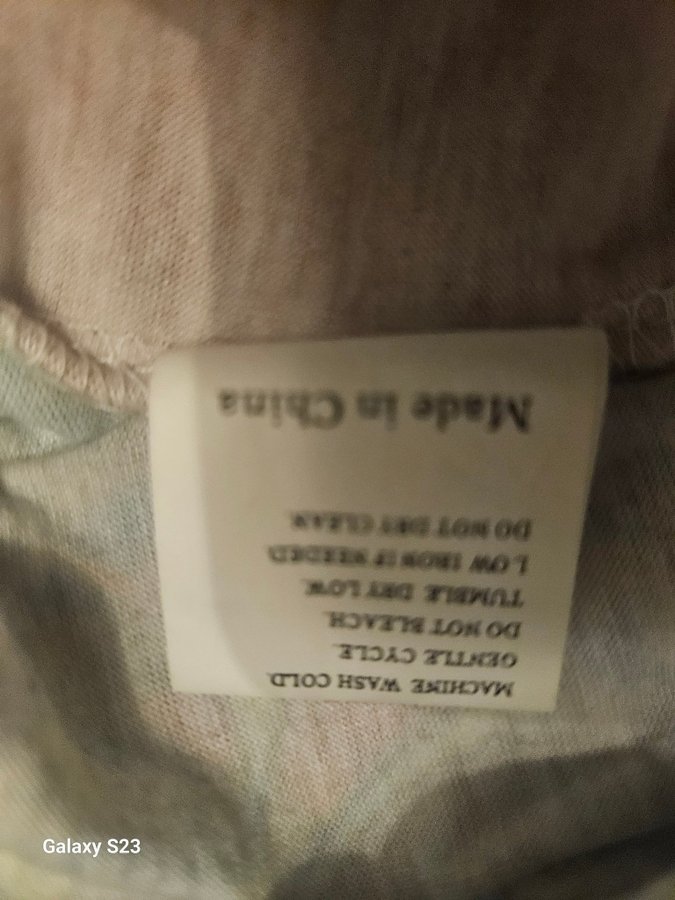 MACHINE WASH COLD.
GENTLE CYCLE.
DO NOT BLEACH.
TUMBLE DRY LOW.
LOW IRON IF NEEDED
DO NOT DRY CLEAN.
Made in China
Galaxy S23